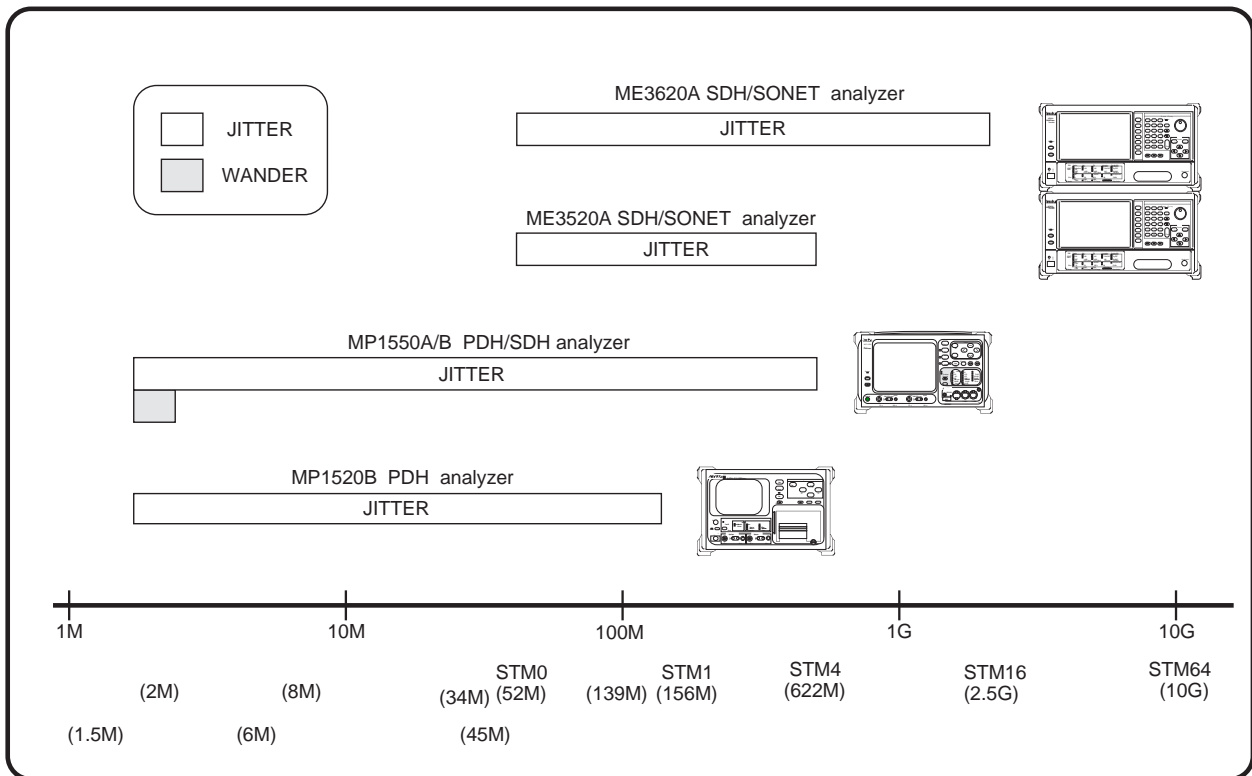 ME3620A SDH/SONET analyzer
JITTER
JITTER
WANDER
ME3520A SDH/SONET analyzer
JITTER
MP1550A/B PDH/SDH analyzer
JITTER
MP1520B PDH analyzer
JITTER
1M 10M 100M 1G 10G
STM0 STM1 STM4 STM16 STM64
(2M) (8M) (34M) (52M) (139M) (156M) (622M) (2.5G) (10G)
(1.5M) (6M) (45M)